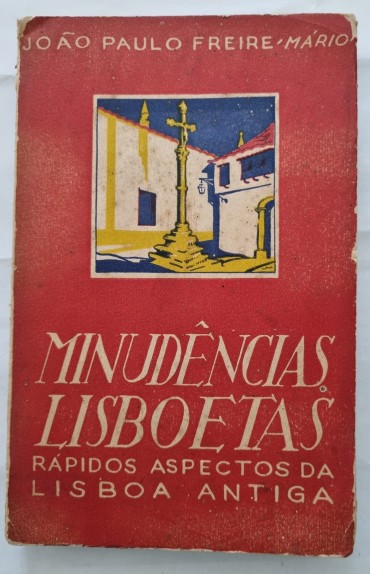 JOÃO PAULO FREIRE, MÁRIO
MINUDÊNCIAS
LISBOETAS
RÁPIDOS ASPECTOS DA
LISBOA ANTIGA